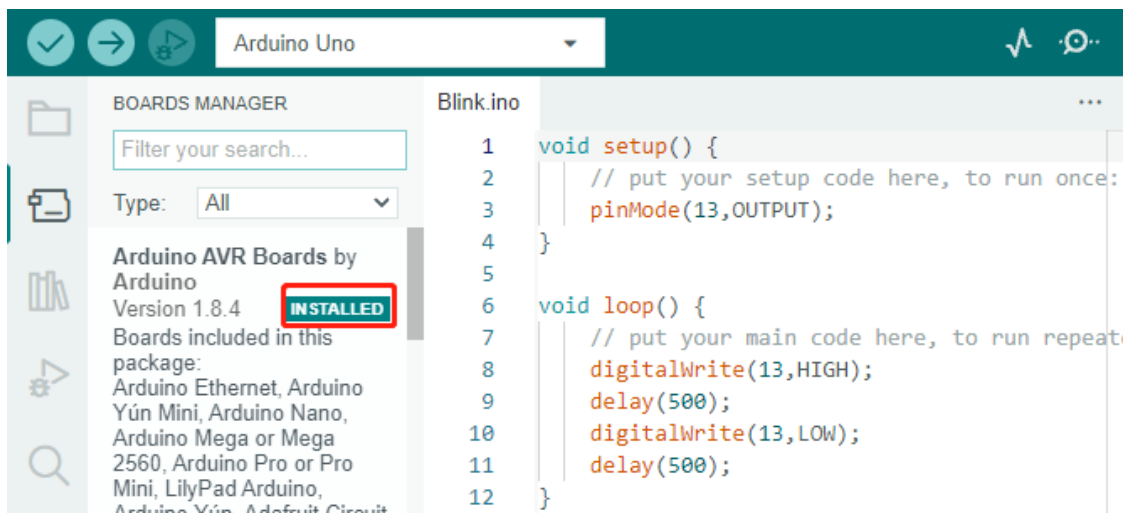 Arduino Uno
BOARDS MANAGER
Filter your search...
Type: All
Arduino AVR Boards by
Arduino
Version 1.8.4 INSTALLED
Boards included in this
package:
Arduino Ethernet, Arduino
Yún Mini, Arduino Nano,
Arduino Mega or Mega
2560, Arduino Pro or Pro
Mini, LilyPad Arduino,
Arduino Yún, Adafruit Circuit
Blink.ino
1 void setup() {
2 // put your setup code here, to run once:
3 pinMode(13,OUTPUT);
4 }
5
6 void loop() {
7 // put your main code here, to run repeat
8 digitalWrite(13,HIGH);
9 delay(500);
10 digitalWrite(13,LOW);
11 delay(500);
12 }